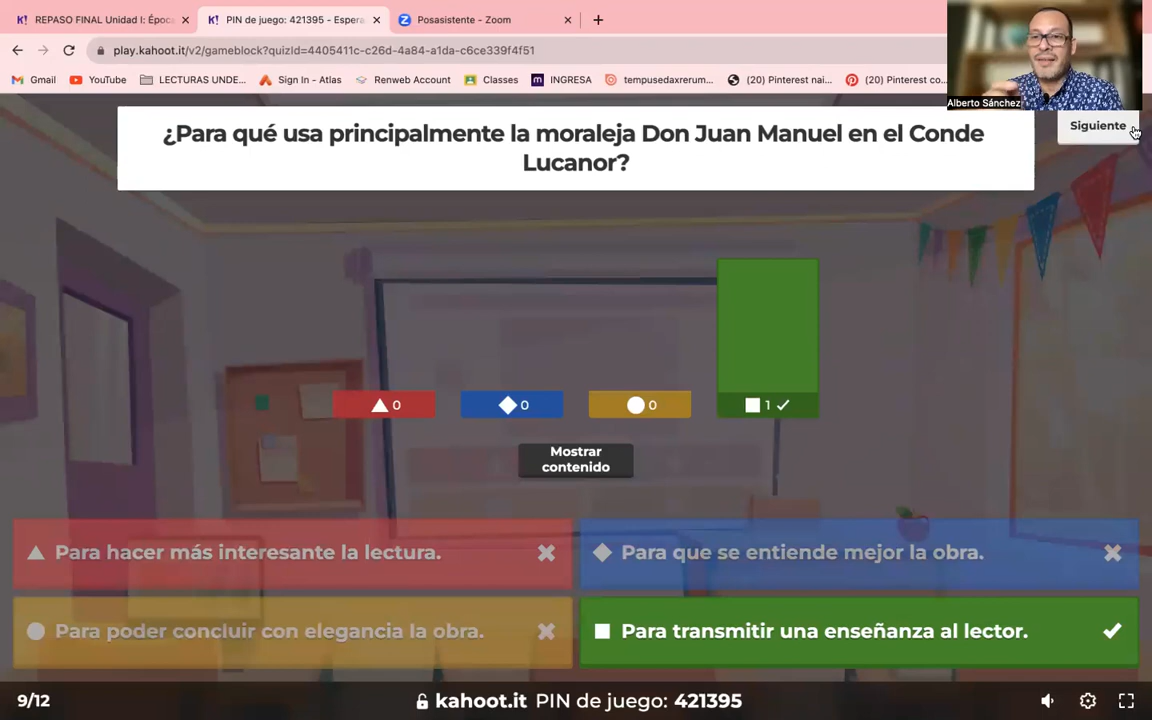 REPASO FINAL Unidad I: Époc
PIN de juego: 421395 - Espera
Posasistente - Zoom
play.kahoot.it/v2/gameblock?quizId=4405411c-c26d-4a84-a1da-c6ce339f4f51
Gmail YouTube LECTURAS UNDE... Sign In - Atlas Renweb Account Classes INGRESA tempusedaxrerum... (20) Pinterest nai... (20) Pinterest co...
Alberto Sánchez
Siguiente
¿Para qué usa principalmente la moraleja Don Juan Manuel en el Conde
Lucanor?
0 0 0 1
Mostrar
contenido
Para hacer más interesante la lectura.
Para que se entiende mejor la obra.
Para poder concluir con elegancia la obra.
Para transmitir una enseñanza al lector.
9/12
kahoot.it PIN de juego: 421395